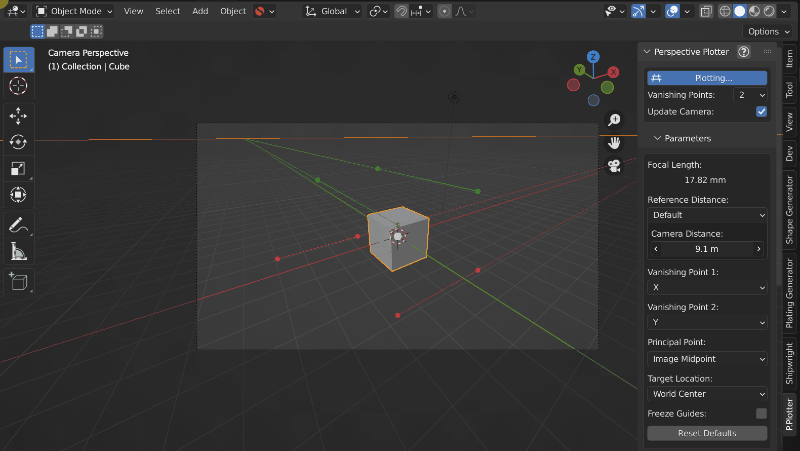 Object Mode View Select Add Object Global
Options
Camera Perspective
(1) Collection | Cube
Z
Y
X
Perspective Plotter
Plotting...
Vanishing Points: 2
Update Camera:
Parameters
Focal Length:
17.82 mm
Reference Distance:
Default
Camera Distance:
9.1 m
Vanishing Point 1:
X
Vanishing Point 2:
Y
Principal Point:
Image Midpoint
Target Location:
World Center
Freeze Guides:
Reset Defaults
Item
Tool
View
Dev
Shape Generator
Plating Generator
Shipwright
P.Plotter